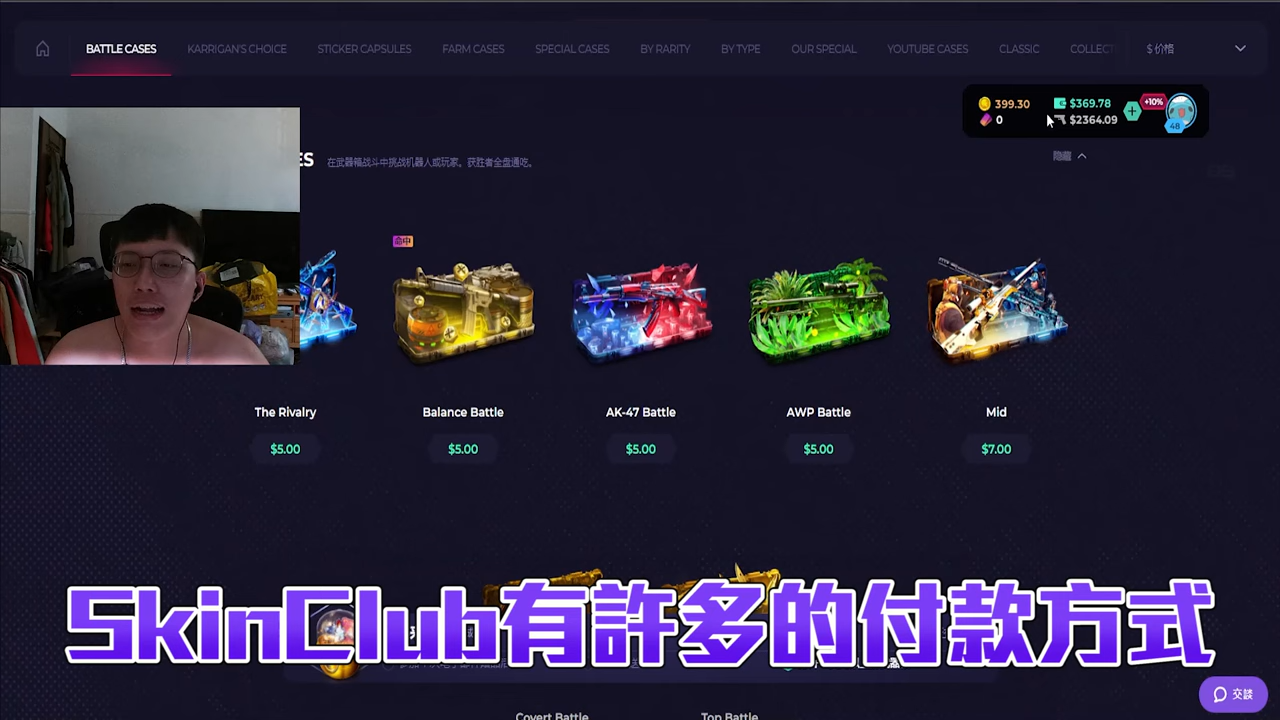 BATTLE CASES KARRIGAN'S CHOICE STICKER CAPSULES FARM CASES SPECIAL CASES BY RARITY BY TYPE OUR SPECIAL YOUTUBE CASES CLASSIC COLLECT $ 价格
399.30 $369.78 +10%
0 $2364.09 48
ES 在武器箱战斗中挑战机器人或玩家。获胜者全盘通吃。 隐藏
命中
The Rivalry Balance Battle AK-47 Battle AWP Battle Mid
$5.00 $5.00 $5.00 $5.00 $7.00
SkinClub有許多的付款方式
交談
Covert Battle Top Battle